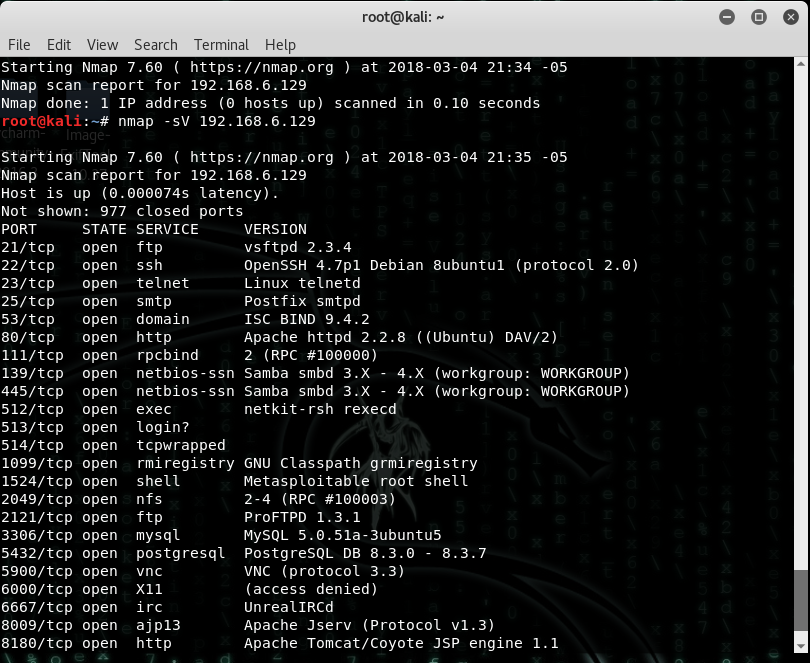 root@kali: ~
File Edit View Search Terminal Help
Starting Nmap 7.60 ( https://nmap.org ) at 2018-03-04 21:34 -05
Nmap scan report for 192.168.6.129
Nmap done: 1 IP address (0 hosts up) scanned in 0.10 seconds
root@kali:~# nmap -sV 192.168.6.129
Starting Nmap 7.60 ( https://nmap.org ) at 2018-03-04 21:35 -05
Nmap scan report for 192.168.6.129
Host is up (0.000074s latency).
Not shown: 977 closed ports
PORT STATE SERVICE VERSION
21/tcp open ftp vsftpd 2.3.4
22/tcp open ssh OpenSSH 4.7p1 Debian 8ubuntu1 (protocol 2.0)
23/tcp open telnet Linux telnetd
25/tcp open smtp Postfix smtpd
53/tcp open domain ISC BIND 9.4.2
80/tcp open http Apache httpd 2.2.8 ((Ubuntu) DAV/2)
111/tcp open rpcbind 2 (RPC #100000)
139/tcp open netbios-ssn Samba smbd 3.X - 4.X (workgroup: WORKGROUP)
445/tcp open netbios-ssn Samba smbd 3.X - 4.X (workgroup: WORKGROUP)
512/tcp open exec netkit-rsh rexecd
513/tcp open login?
514/tcp open tcpwrapped
1099/tcp open rmiregistry GNU Classpath grmiregistry
1524/tcp open shell Metasploitable root shell
2049/tcp open nfs 2-4 (RPC #100003)
2121/tcp open ftp ProFTPD 1.3.1
3306/tcp open mysql MySQL 5.0.51a-3ubuntu5
5432/tcp open postgresql PostgreSQL DB 8.3.0 - 8.3.7
5900/tcp open vnc VNC (protocol 3.3)
6000/tcp open X11 (access denied)
6667/tcp open irc UnrealIRCd
8009/tcp open ajp13 Apache Jserv (Protocol v1.3)
8180/tcp open http Apache Tomcat/Coyote JSP engine 1.1